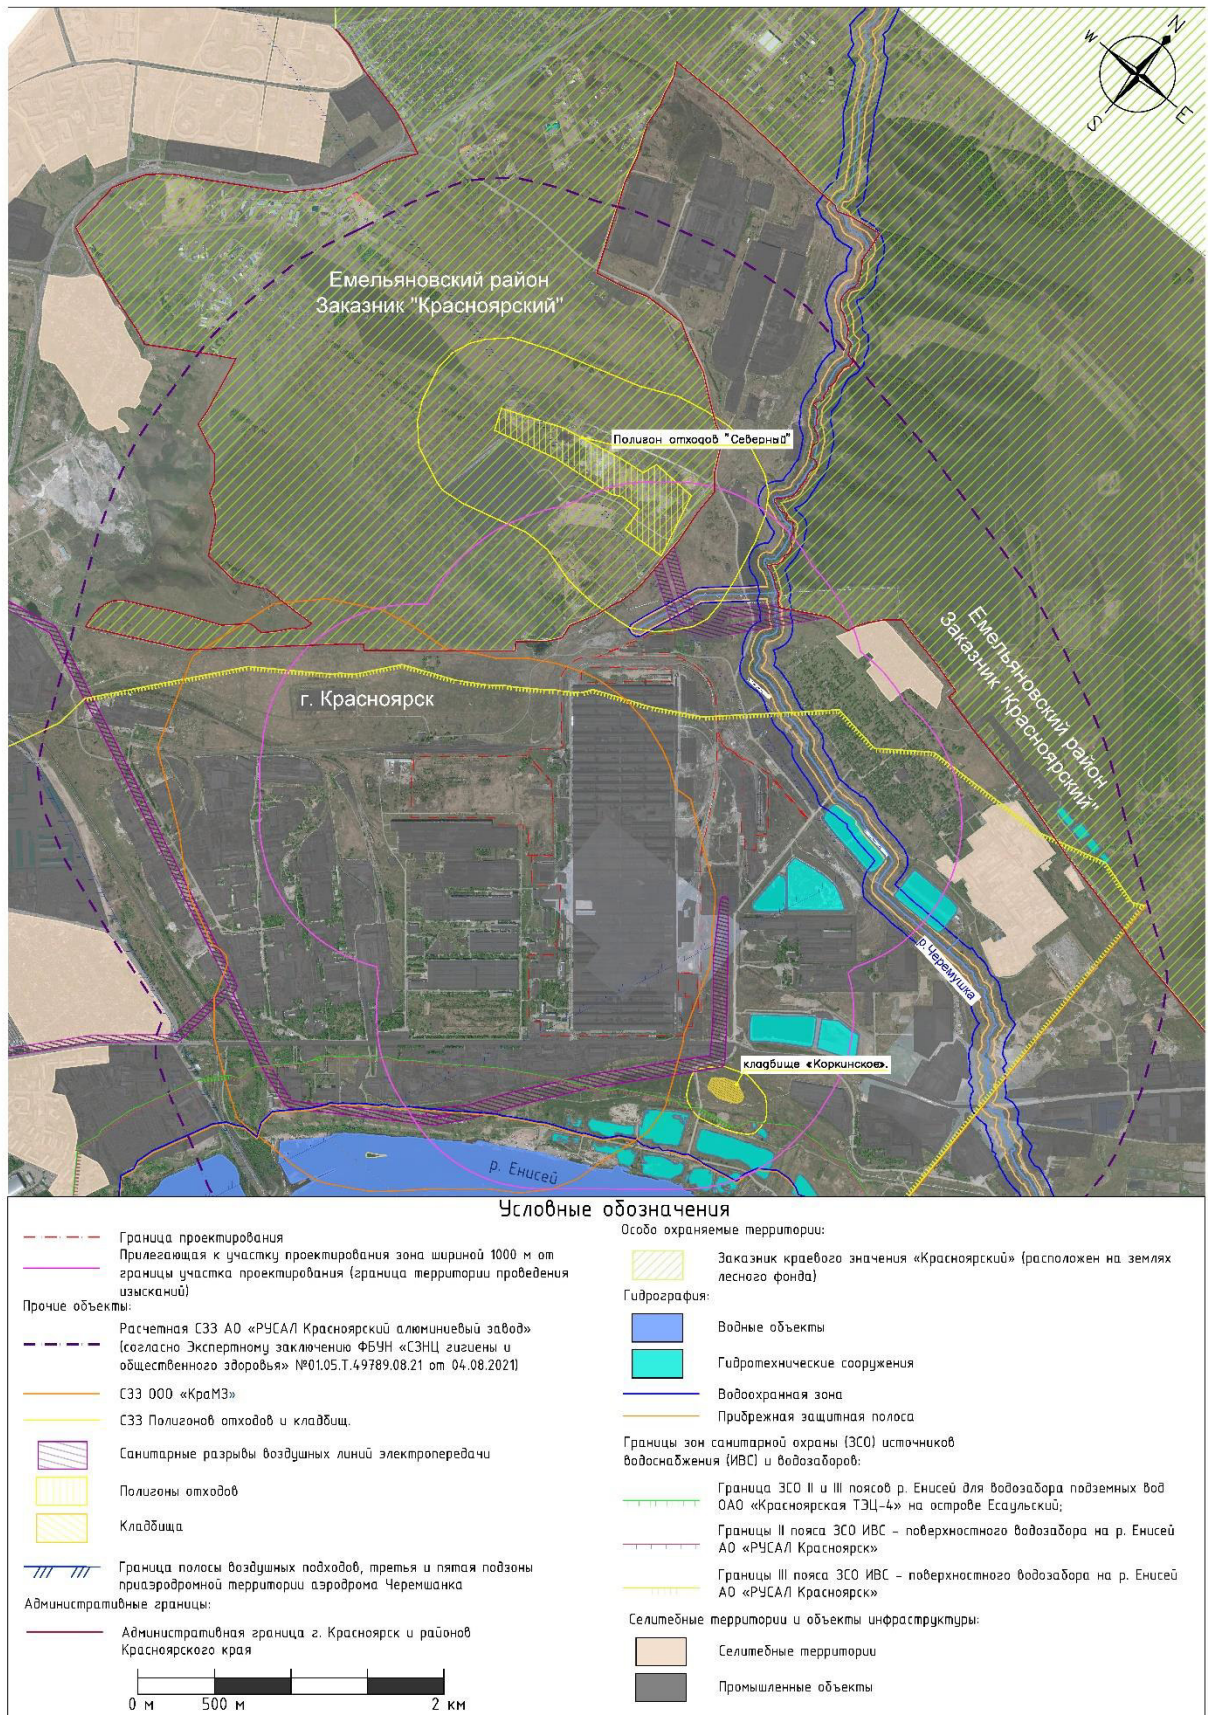 N
W
E
S
Емельяновский район
Заказник "Красноярский"
Полигон отходов "Северный"
Емельяновский район
Заказник "Красноярский"
г. Красноярск
р. Черемушка
кладбище «Коркинское».
р. Енисей
Условные обозначения
Граница проектирования
Прилегающая к участку проектирования зона шириной 1000 м от
границы участка проектирования (граница территории проведения
изысканий)
Прочие объекты:
Расчетная СЗЗ АО «РУСАЛ Красноярский алюминиевый завод»
(согласно Экспертному заключению ФБУН «СЗНЦ гигиены и
общественного здоровья» №01.05.Т.49789.08.21 от 04.08.2021)
СЗЗ ООО «КраМЗ»
СЗЗ Полигонов отходов и кладбищ.
Санитарные разрывы воздушных линий электропередачи
Полигоны отходов
Кладбища
Граница полосы воздушных подходов, третья и пятая подзоны
приаэродромной территории аэродрома Черемшанка
Административные границы:
Административная граница г. Красноярск и районов
Красноярского края
0 м 500 м 2 км
Особо охраняемые территории:
Заказник краевого значения «Красноярский» (расположен на землях
лесного фонда)
Гидрография:
Водные объекты
Гидротехнические сооружения
Водоохранная зона
Прибрежная защитная полоса
Границы зон санитарной охраны (ЗСО) источников
водоснабжения (ИВС) и водозаборов:
Граница ЗСО II и III поясов р. Енисей для водозабора подземных вод
ОАО «Красноярская ТЭЦ-4» на острове Есаульский;
Границы II пояса ЗСО ИВС - поверхностного водозабора на р. Енисей
АО «РУСАЛ Красноярск»
Границы III пояса ЗСО ИВС - поверхностного водозабора на р. Енисей
АО «РУСАЛ Красноярск»
Селитебные территории и объекты инфраструктуры:
Селитебные территории
Промышленные объекты